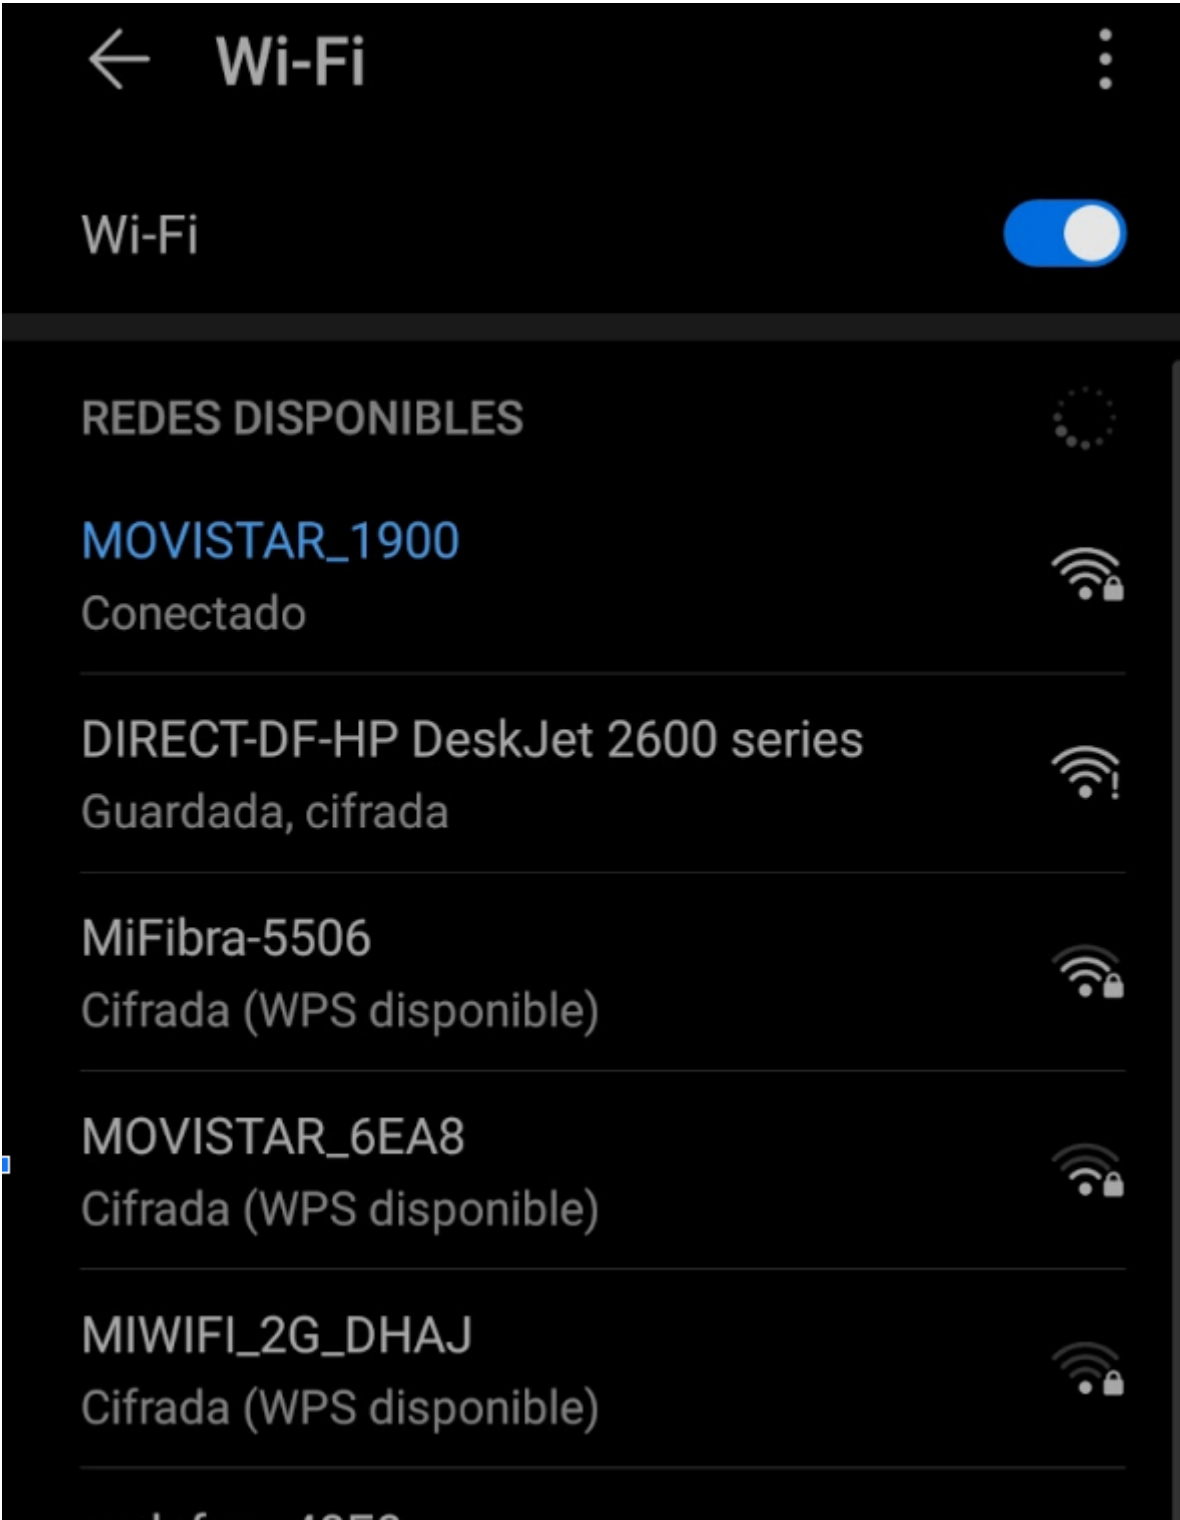 Wi-Fi
Wi-Fi
REDES DISPONIBLES
MOVISTAR_1900
Conectado
DIRECT-DF-HP DeskJet 2600 series
Guardada, cifrada
MiFibra-5506
Cifrada (WPS disponible)
MOVISTAR_6EA8
Cifrada (WPS disponible)
MIWIFI_2G_DHAJ
Cifrada (WPS disponible)